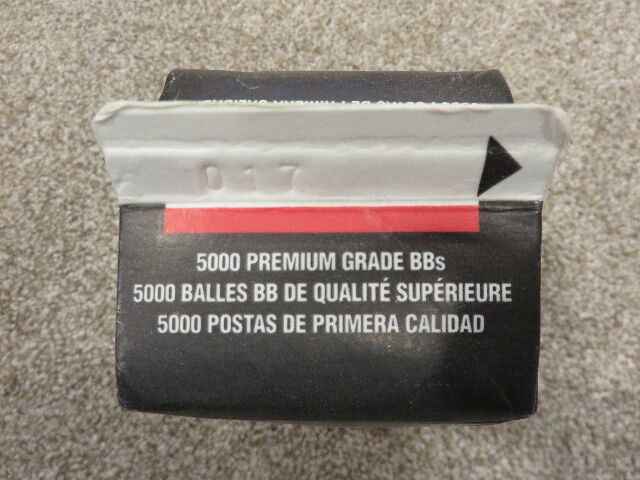 017
5000 PREMIUM GRADE BBs
5000 BALLES BB DE QUALITÉ SUPÉRIEURE
5000 POSTAS DE PRIMERA CALIDAD